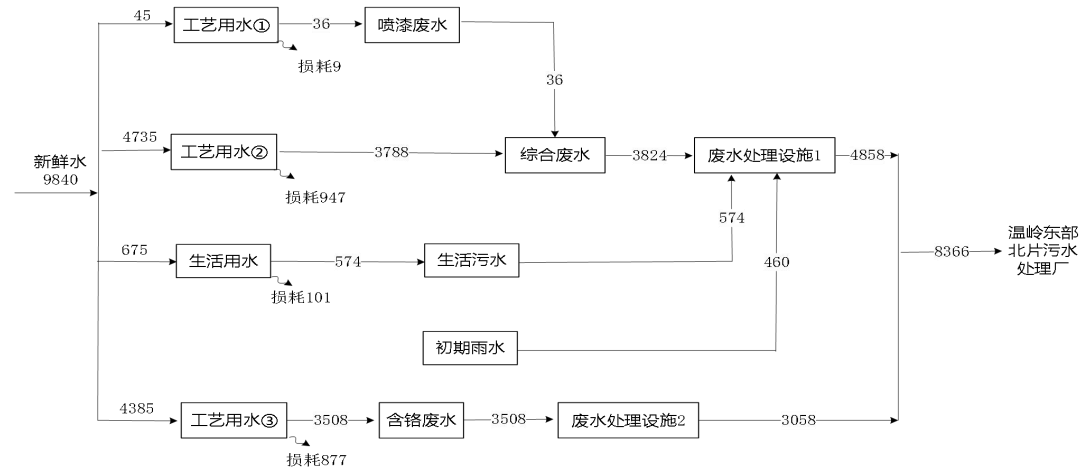 45
工艺用水①
36
喷漆废水
损耗9
36
新鲜水
9840
4735
工艺用水②
3788
综合废水
3824
废水处理设施1
4858
损耗947
675
生活用水
574
生活污水
574
460
损耗101
8366
温岭东部
北片污水
处理厂
初期雨水
4385
工艺用水③
3508
含铬废水
3508
废水处理设施2
3058
损耗877